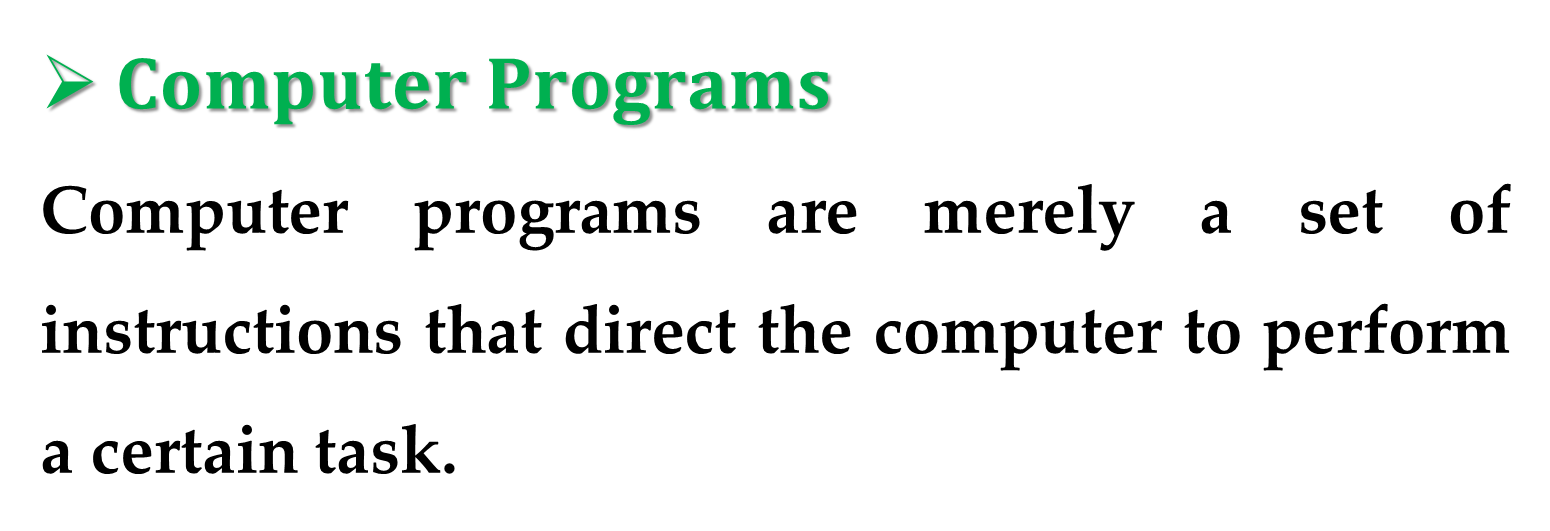 ➢ Computer Programs
Computer programs are merely a set of
instructions that direct the computer to perform
a certain task.